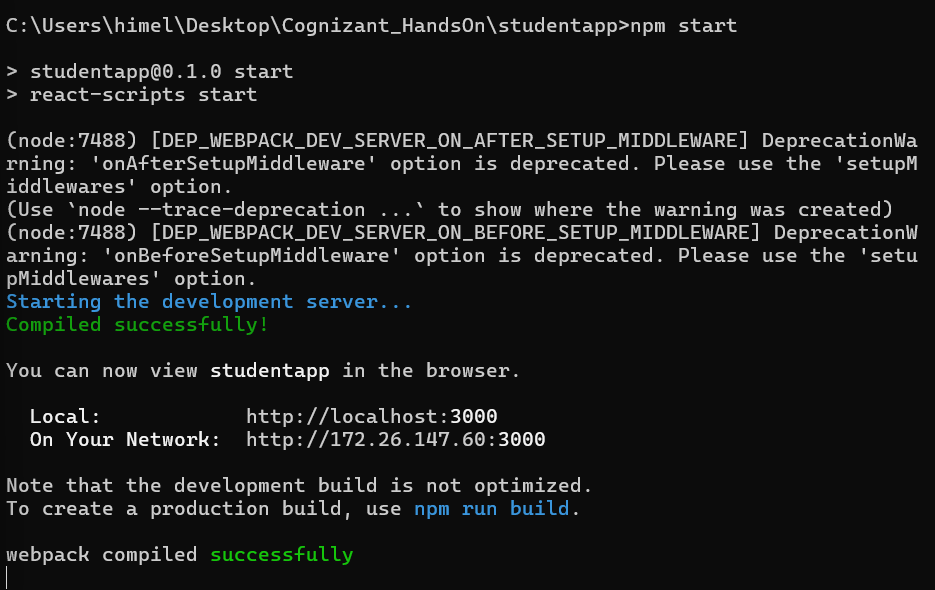 C:\Users\himel\Desktop\Cognizant_HandsOn\studentapp>npm start
> studentapp@0.1.0 start
> react-scripts start
(node:7488) [DEP_WEBPACK_DEV_SERVER_ON_AFTER_SETUP_MIDDLEWARE] DeprecationWa
rning: 'onAfterSetupMiddleware' option is deprecated. Please use the 'setupM
iddlewares' option.
(Use `node --trace-deprecation ...` to show where the warning was created)
(node:7488) [DEP_WEBPACK_DEV_SERVER_ON_BEFORE_SETUP_MIDDLEWARE] DeprecationW
arning: 'onBeforeSetupMiddleware' option is deprecated. Please use the 'setu
pMiddlewares' option.
Starting the development server...
Compiled successfully!
You can now view studentapp in the browser.
Local: http://localhost:3000
On Your Network: http://172.26.147.60:3000
Note that the development build is not optimized.
To create a production build, use npm run build.
webpack compiled successfully